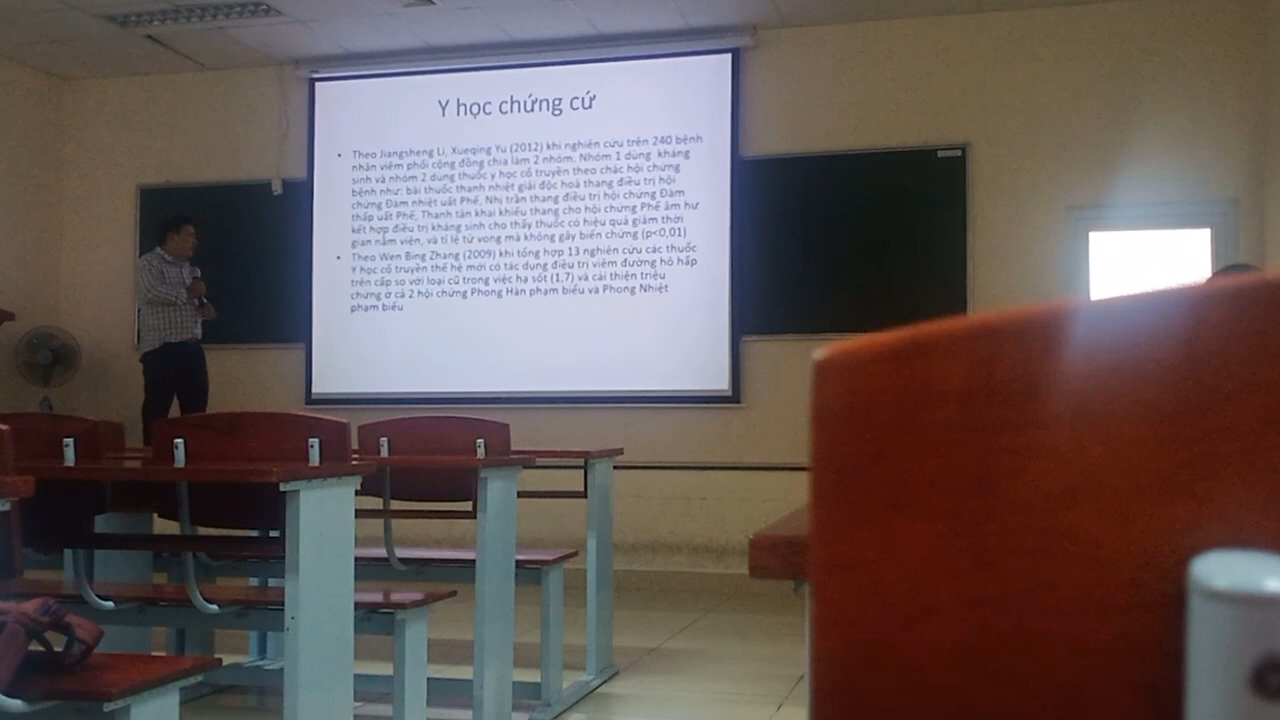 Y học chứng cứ
• Theo Jiangsheng Li, Xueqing Yu (2012) khi nghiên cứu trên 240 bệnh
nhân viêm phổi cộng đồng chia làm 2 nhóm. Nhóm 1 dùng kháng
sinh và nhóm 2 dùng thuốc y học cổ truyền theo chác hội chứng
bệnh như: bài thuốc thanh nhiệt giải độc hoá thang điều trị hội
chứng Đàm nhiệt uất Phế, Nhị trần thang điều trị hội chứng Đàm
thấp uất Phế, Thanh tân khai khiếu thang cho hội chứng Phế âm hư
kết hợp điều trị kháng sinh cho thấy thuốc có hiệu quả giảm thời
gian nằm viện, và tỉ lệ tử vong mà không gây biến chứng (p<0,01)
• Theo Wen Bing Zhang (2009) khi tổng hợp 13 nghiên cứu các thuốc
Y học cổ truyền thế hệ mới có tác dụng điều trị viêm đường hô hấp
trên cấp so với loại cũ trong việc hạ sốt (1,7) và cải thiện triệu
chứng ở cả 2 hội chứng Phong Hàn phạm biểu và Phong Nhiệt
phạm biểu